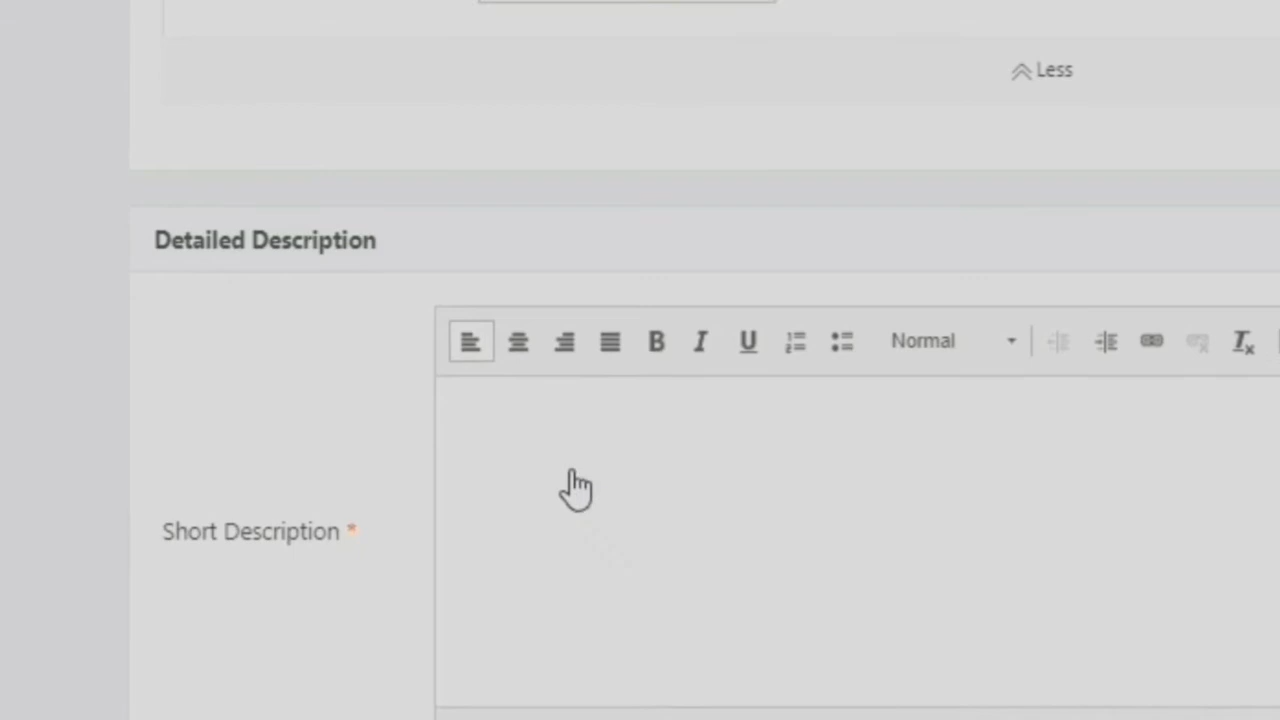 Less
Detailed Description
B I U Normal
Short Description *